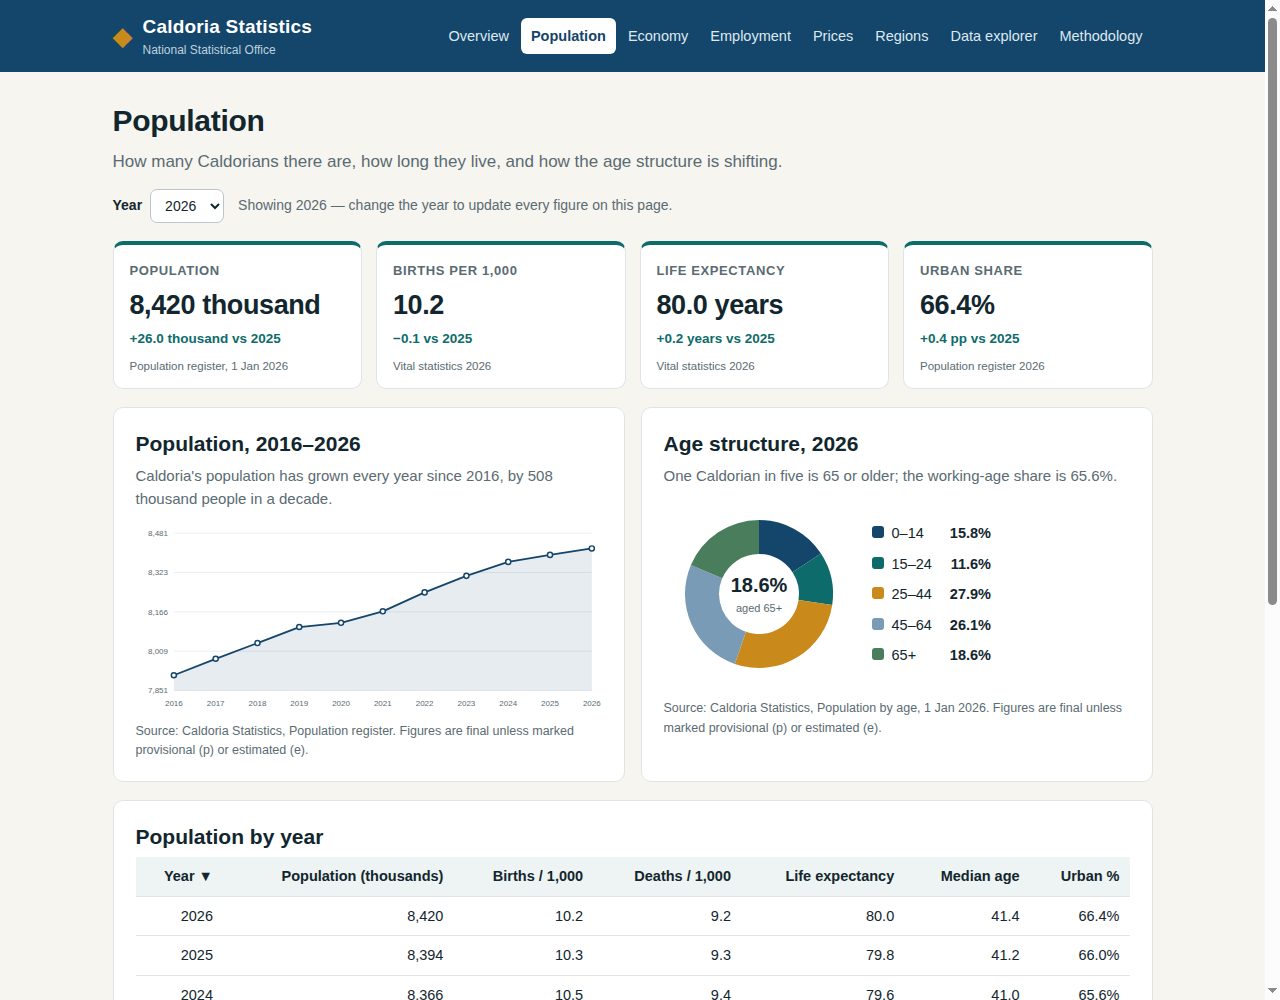 Caldoria Statistics
National Statistical Office
Population
Economy
Employment
Prices
Regions
Data explorer
Methodology
Population
How many Caldorians there are, how long they live, and how the age structure is shifting.
Year
2026
Showing 2026 — change the year to update every figure on this page.
POPULATION
8,420 thousand
+26.0 thousand vs 2025
Population register, 1 Jan 2026
BIRTHS PER 1,000
10.2
−0.1 vs 2025
Vital statistics 2026
LIFE EXPECTANCY
80.0 years
+0.2 years vs 2025
Vital statistics 2026
URBAN SHARE
66.4%
+0.4 pp vs 2025
Population register 2026
Population, 2016–2026
Caldoria's population has grown every year since 2016, by 508
thousand people in a decade.
8,481
8,323
8,166
8,009
7,851
2016 2017 2018 2019 2020 2021 2022 2023 2024 2025 2026
Source: Caldoria Statistics, Population register. Figures are final unless marked
provisional (p) or estimated (e).
Age structure, 2026
One Caldorian in five is 65 or older; the working-age share is 65.6%.
18.6%
aged 65+
0–14 15.8%
15–24 11.6%
25–44 27.9%
45–64 26.1%
65+ 18.6%
Source: Caldoria Statistics, Population by age, 1 Jan 2026. Figures are final unless
marked provisional (p) or estimated (e).
Population by year
Year ▼ Population (thousands) Births / 1,000 Deaths / 1,000 Life expectancy Median age Urban %
2026 8,420 10.2 9.2 80.0 41.4 66.4%
2025 8,394 10.3 9.3 79.8 41.2 66.0%
2024 8,366 10.5 9.4 79.6 41.0 65.6%